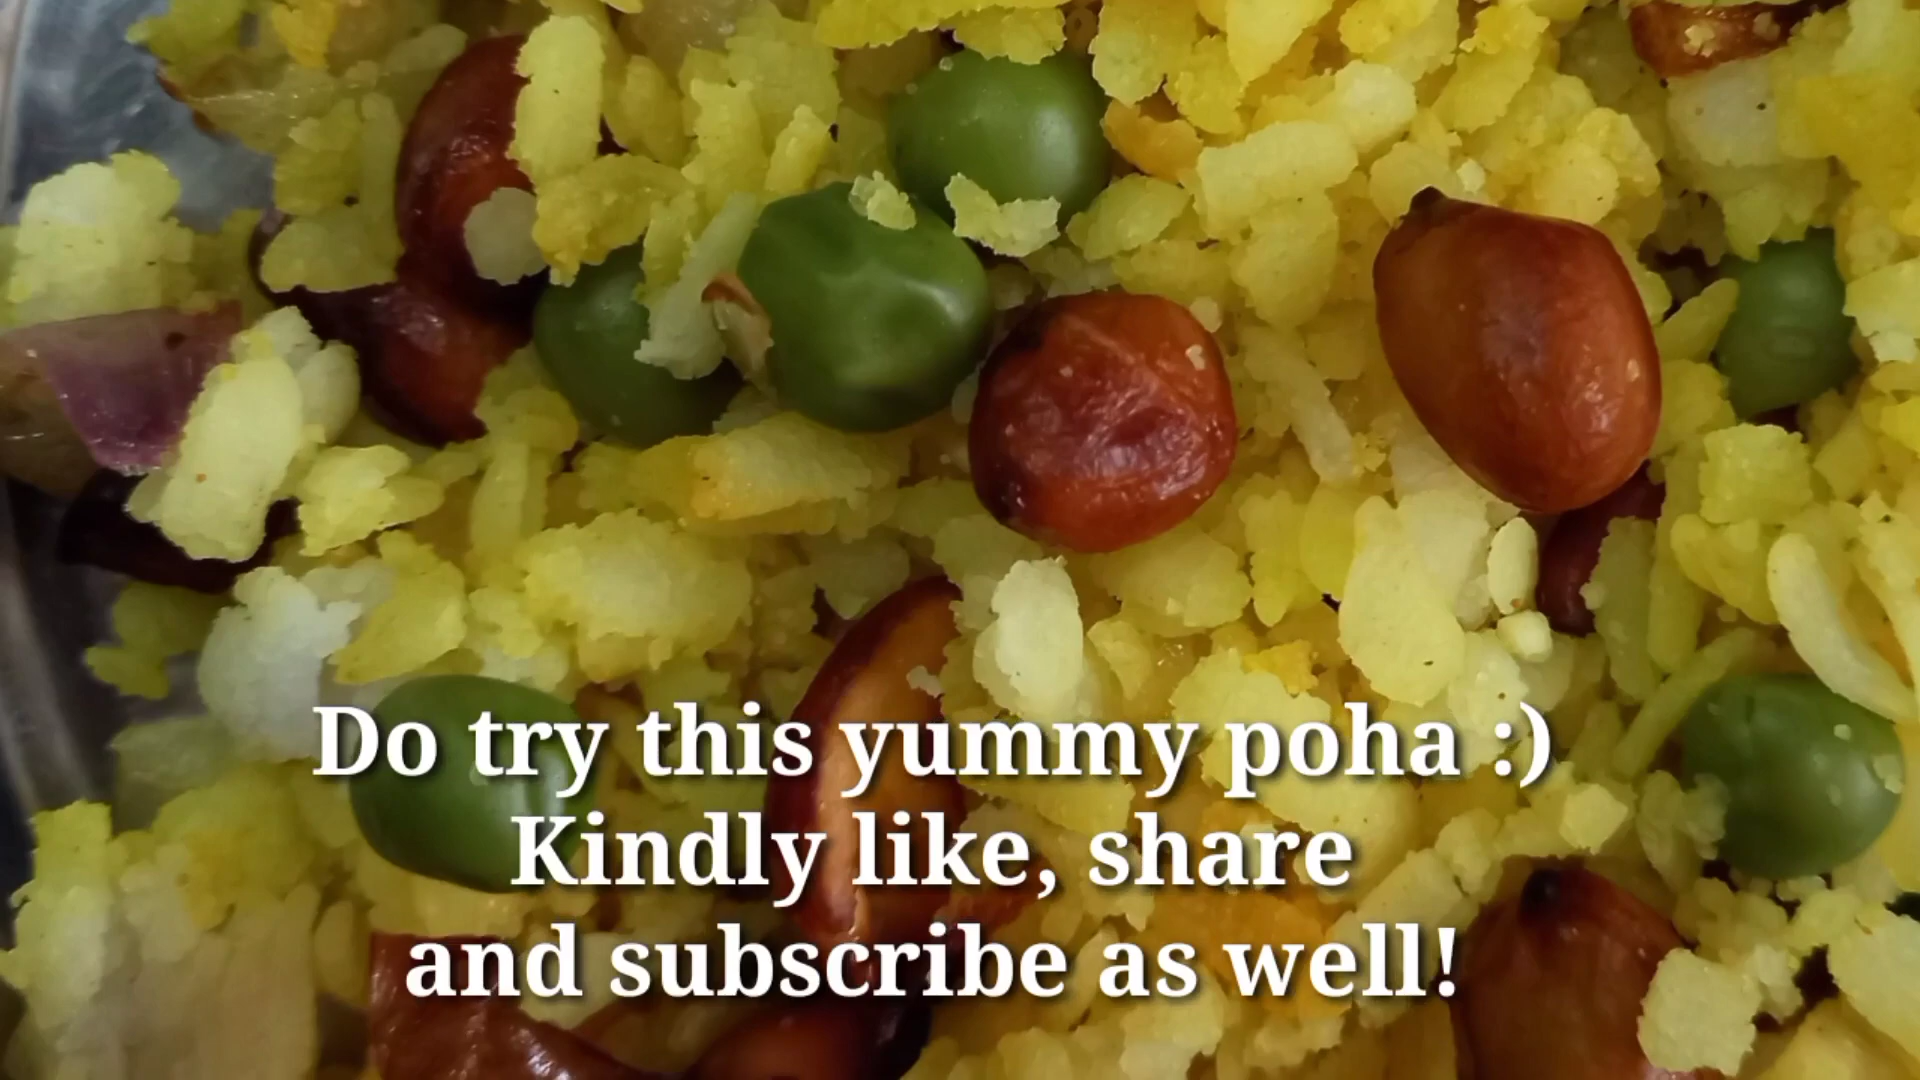 Do try this yummy poha :)
Kindly like, share
and subscribe as well!